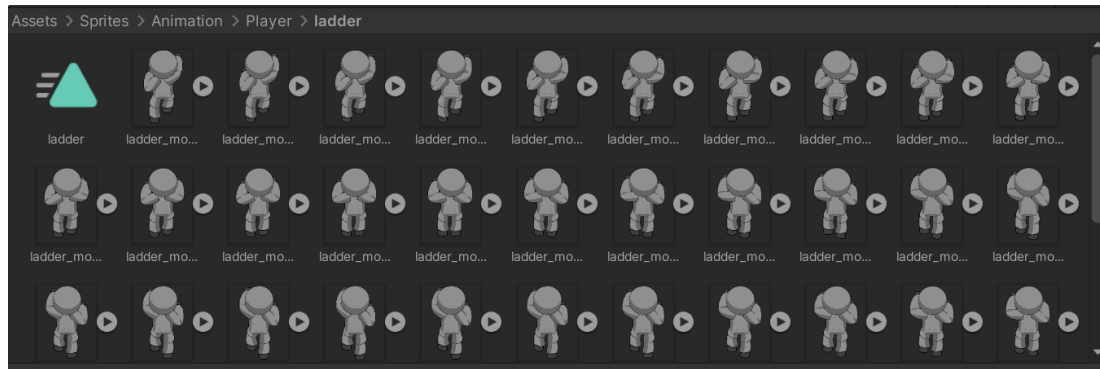 Assets > Sprites > Animation > Player > ladder
ladder ladder_mo... ladder_mo... ladder_mo... ladder_mo... ladder_mo... ladder_mo... ladder_mo... ladder_mo... ladder_mo... ladder_mo...
ladder_mo... ladder_mo... ladder_mo... ladder_mo... ladder_mo... ladder_mo... ladder_mo... ladder_mo... ladder_mo... ladder_mo... ladder_mo...